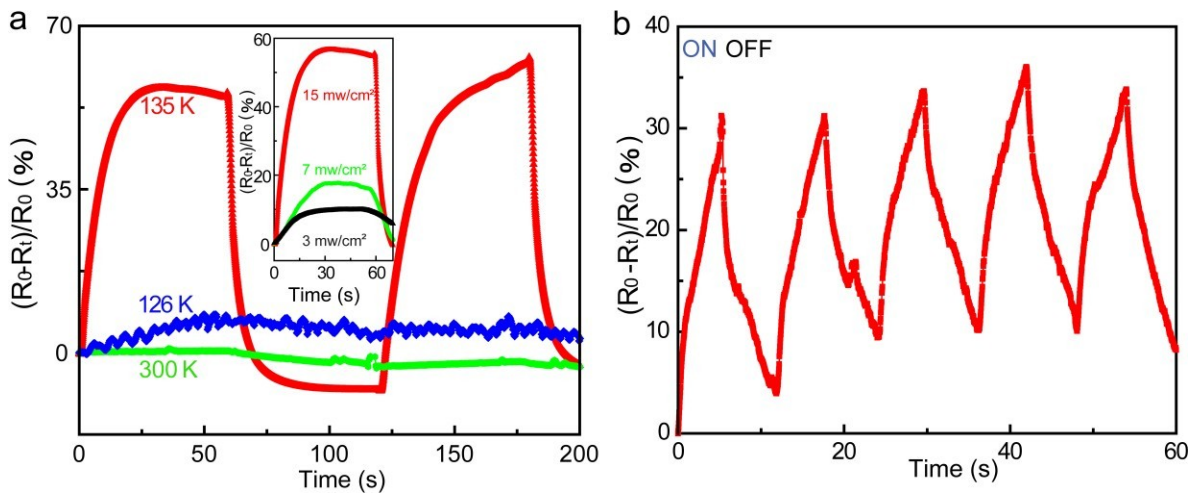 a
(R0-Rt)/R0 (%)
70
35
0
135 K
126 K
300 K
0
50
100
150
200
Time (s)
(R0-Rt)/R0 (%)
60
40
20
0
15 mw/cm²
7 mw/cm²
3 mw/cm²
0
30
60
Time (s)
b
ON OFF
(R0-Rt)/R0 (%)
40
30
20
10
0
0
20
40
60
Time (s)